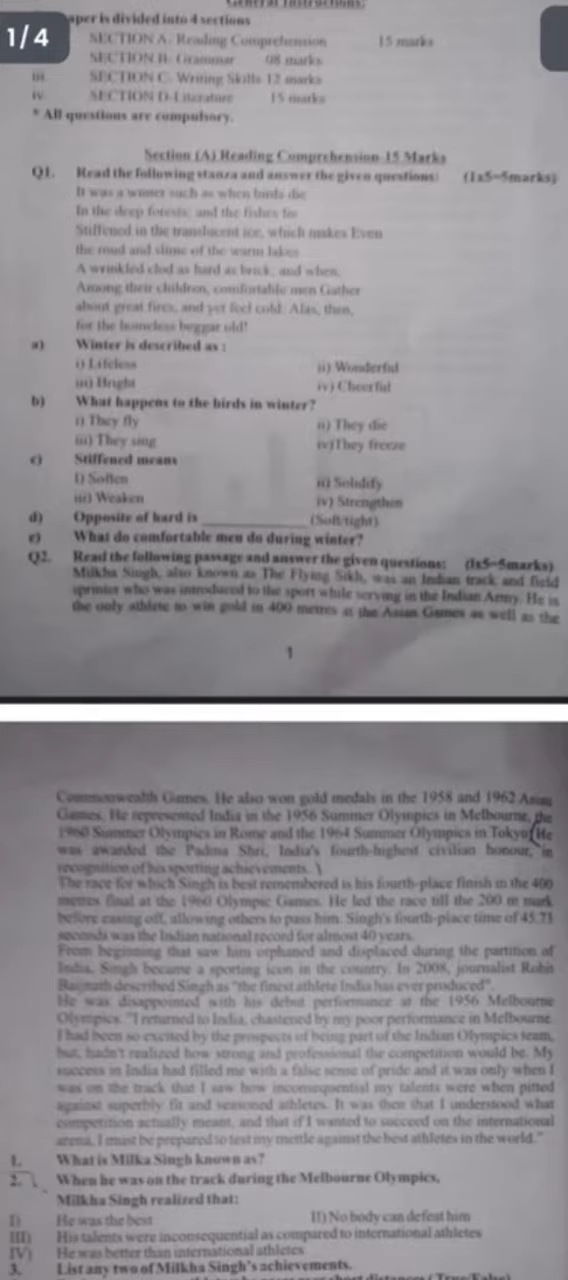 General Instructions:
aper is divided into 4 sections
1/4
SECTION A- Reading Comprehension 15 marks
SECTION B- Grammar 08 marks
iii. SECTION C- Writing Skills 12 marks
iv. SECTION D-Literature 15 marks
* All questions are compulsory.
Section (A) Reading Comprehension 15 Marks
Q1. Read the following stanza and answer the given questions: (1x5=5marks)
It was a winter such as when birds die
In the deep forests; and the fishes lie
Stiffened in the translucent ice, which makes Even
the mud and slime of the warm lakes
A wrinkled clod as hard as brick; and when,
Among their children, comfortable men Gather
about great fires, and yet feel cold: Alas, then,
for the homeless beggar old!
a) Winter is described as :
i) Lifeless ii) Wonderful
iii) Bright iv) Cheerful
b) What happens to the birds in winter?
i) They fly ii) They die
iii) They sing iv)They freeze
c) Stiffened means
I) Soften ii) Solidify
iii) Weaken iv) Strengthen
d) Opposite of hard is __________ (Soft/tight)
e) What do comfortable men do during winter?
Q2. Read the following passage and answer the given questions: (1x5=5marks)
Milkha Singh, also known as The Flying Sikh, was an Indian track and field
sprinter who was introduced to the sport while serving in the Indian Army. He is
the only athlete to win gold in 400 metres at the Asian Games as well as the
1
Commonwealth Games. He also won gold medals in the 1958 and 1962 Asian
Games. He represented India in the 1956 Summer Olympics in Melbourne, the
1960 Summer Olympics in Rome and the 1964 Summer Olympics in Tokyo. He
was awarded the Padma Shri, India's fourth-highest civilian honour, in
recognition of his sporting achievements.
The race for which Singh is best remembered is his fourth-place finish in the 400
metres final at the 1960 Olympic Games. He led the race till the 200 m mark
before easing off, allowing others to pass him. Singh's fourth-place time of 45.73
seconds was the Indian national record for almost 40 years.
From beginning that saw him orphaned and displaced during the partition of
India, Singh became a sporting icon in the country. In 2008, journalist Rohit
Baijnath described Singh as "the finest athlete India has ever produced".
He was disappointed with his debut performance at the 1956 Melbourne
Olympics. "I returned to India, chastened by my poor performance in Melbourne.
I had been so excited by the prospects of being part of the Indian Olympics team,
but, hadn't realized how strong and professional the competition would be. My
success in India had filled me with a false sense of pride and it was only when I
was on the track that I saw how inconsequential my talents were when pitted
against superbly fit and seasoned athletes. It was then that I understood what
competition actually meant, and that if I wanted to succeed on the international
arena, I must be prepared to test my mettle against the best athletes in the world."
1. What is Milka Singh known as?
2. When he was on the track during the Melbourne Olympics,
Milkha Singh realized that:
I) He was the best II) No body can defeat him
III) His talents were inconsequential as compared to international athletes
IV) He was better than international athletes
3. List any two of Milkha Singh's achievements.
short distances (True/False)